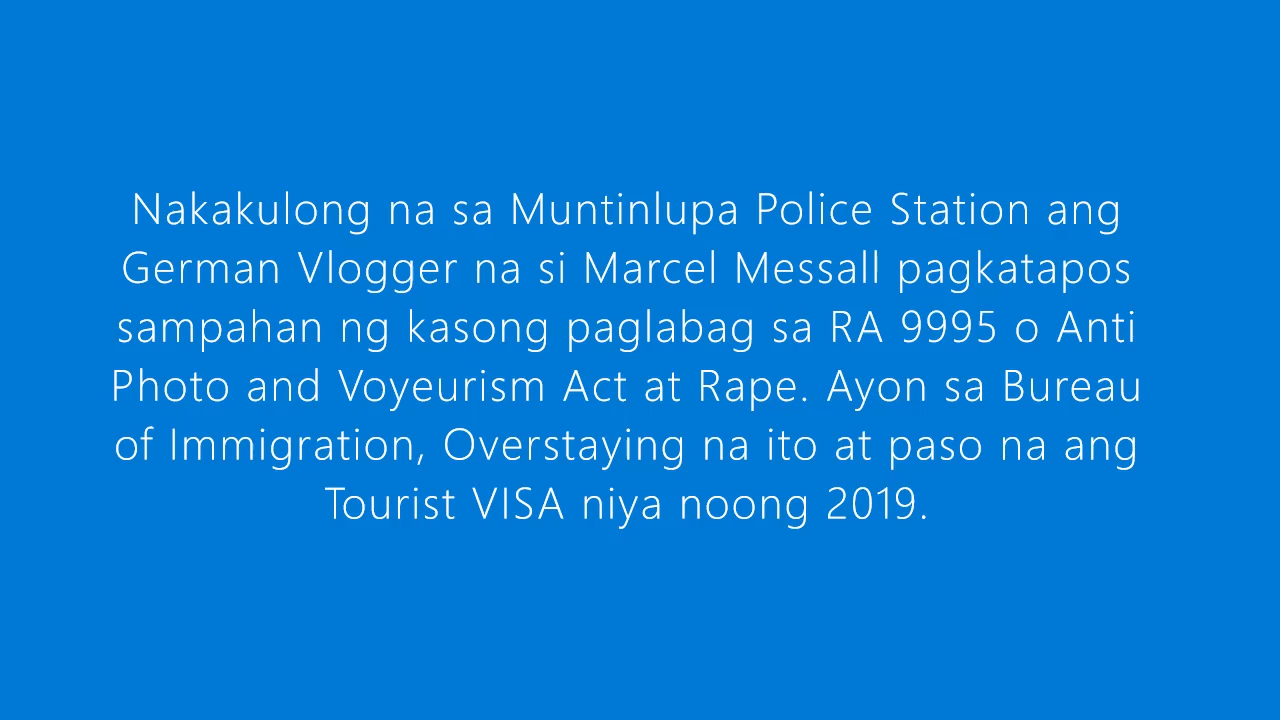 Nakakulong na sa Muntinlupa Police Station ang
German Vlogger na si Marcel Messall pagkatapos
sampahan ng kasong paglabag sa RA 9995 o Anti
Photo and Voyeurism Act at Rape. Ayon sa Bureau
of Immigration, Overstaying na ito at paso na ang
Tourist VISA niya noong 2019.